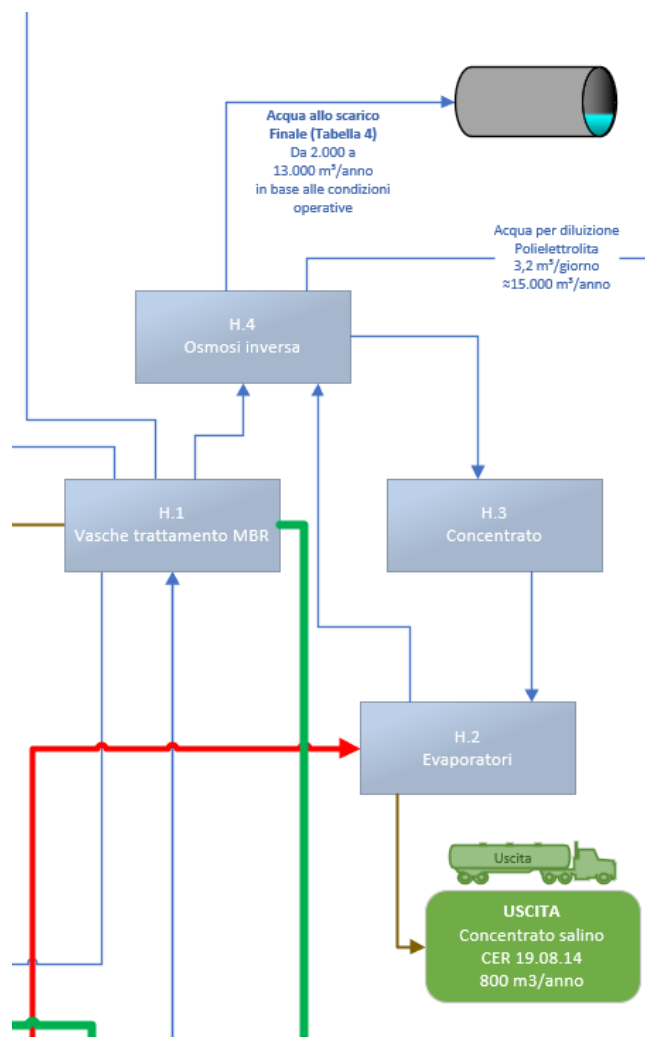 Acqua allo scarico
Finale (Tabella 4)
Da 2.000 a
13.000 m³/anno
in base alle condizioni
operative
Acqua per diluizione
Polielettrolita
3,2 m³/giorno
≈15.000 m³/anno
H.4
Osmosi inversa
H.1
Vasche trattamento MBR
H.3
Concentrato
H.2
Evaporatori
Uscita
USCITA
Concentrato salino
CER 19.08.14
800 m3/anno